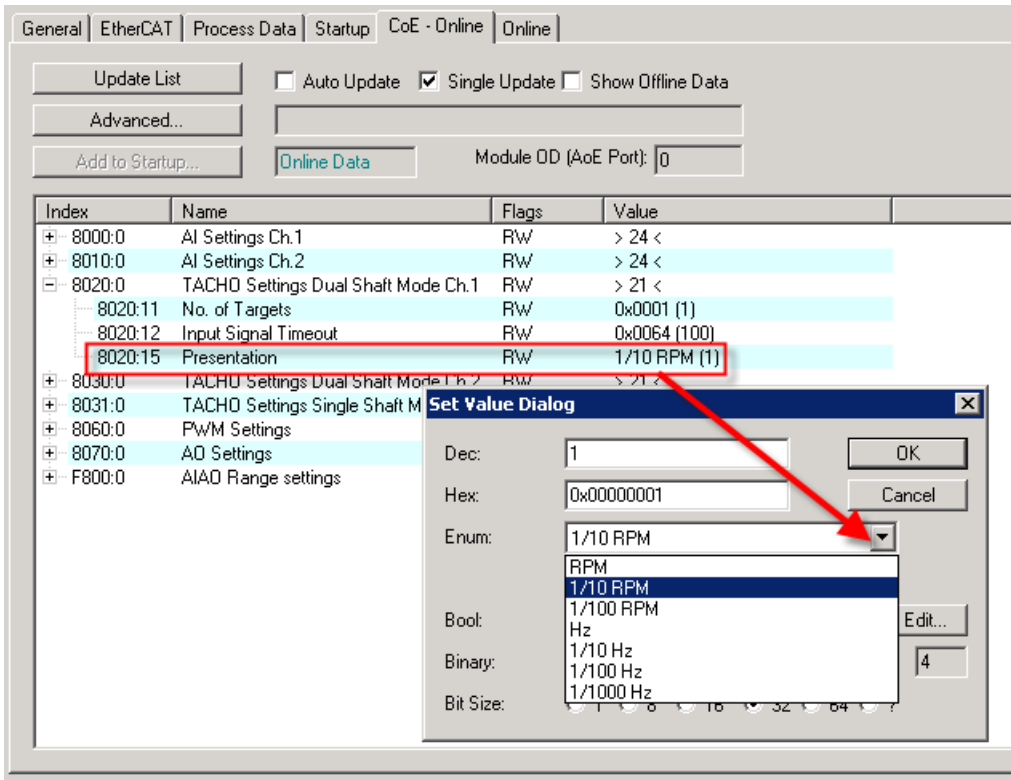 General EtherCAT Process Data Startup CoE - Online Online
Update List Auto Update Single Update Show Offline Data
Advanced...
Add to Startup... Online Data Module OD (AoE Port): 0
Index Name Flags Value
8000:0 AI Settings Ch.1 RW > 24 <
8010:0 AI Settings Ch.2 RW > 24 <
8020:0 TACHO Settings Dual Shaft Mode Ch.1 RW > 21 <
8020:11 No. of Targets RW 0x0001 (1)
8020:12 Input Signal Timeout RW 0x0064 (100)
8020:15 Presentation RW 1/10 RPM (1)
8030:0 TACHO Settings Dual Shaft Mode Ch.2 RW > 21 <
8031:0 TACHO Settings Single Shaft M
8060:0 PWM Settings
8070:0 AO Settings
F800:0 AIAO Range settings
Set Value Dialog
Dec: 1 OK
Hex: 0x00000001 Cancel
Enum: 1/10 RPM
RPM
1/10 RPM
1/100 RPM
Hz
1/10 Hz
1/100 Hz
1/1000 Hz
Bool: Edit...
Binary: 4
Bit Size: 1 8 16 32 64 ?